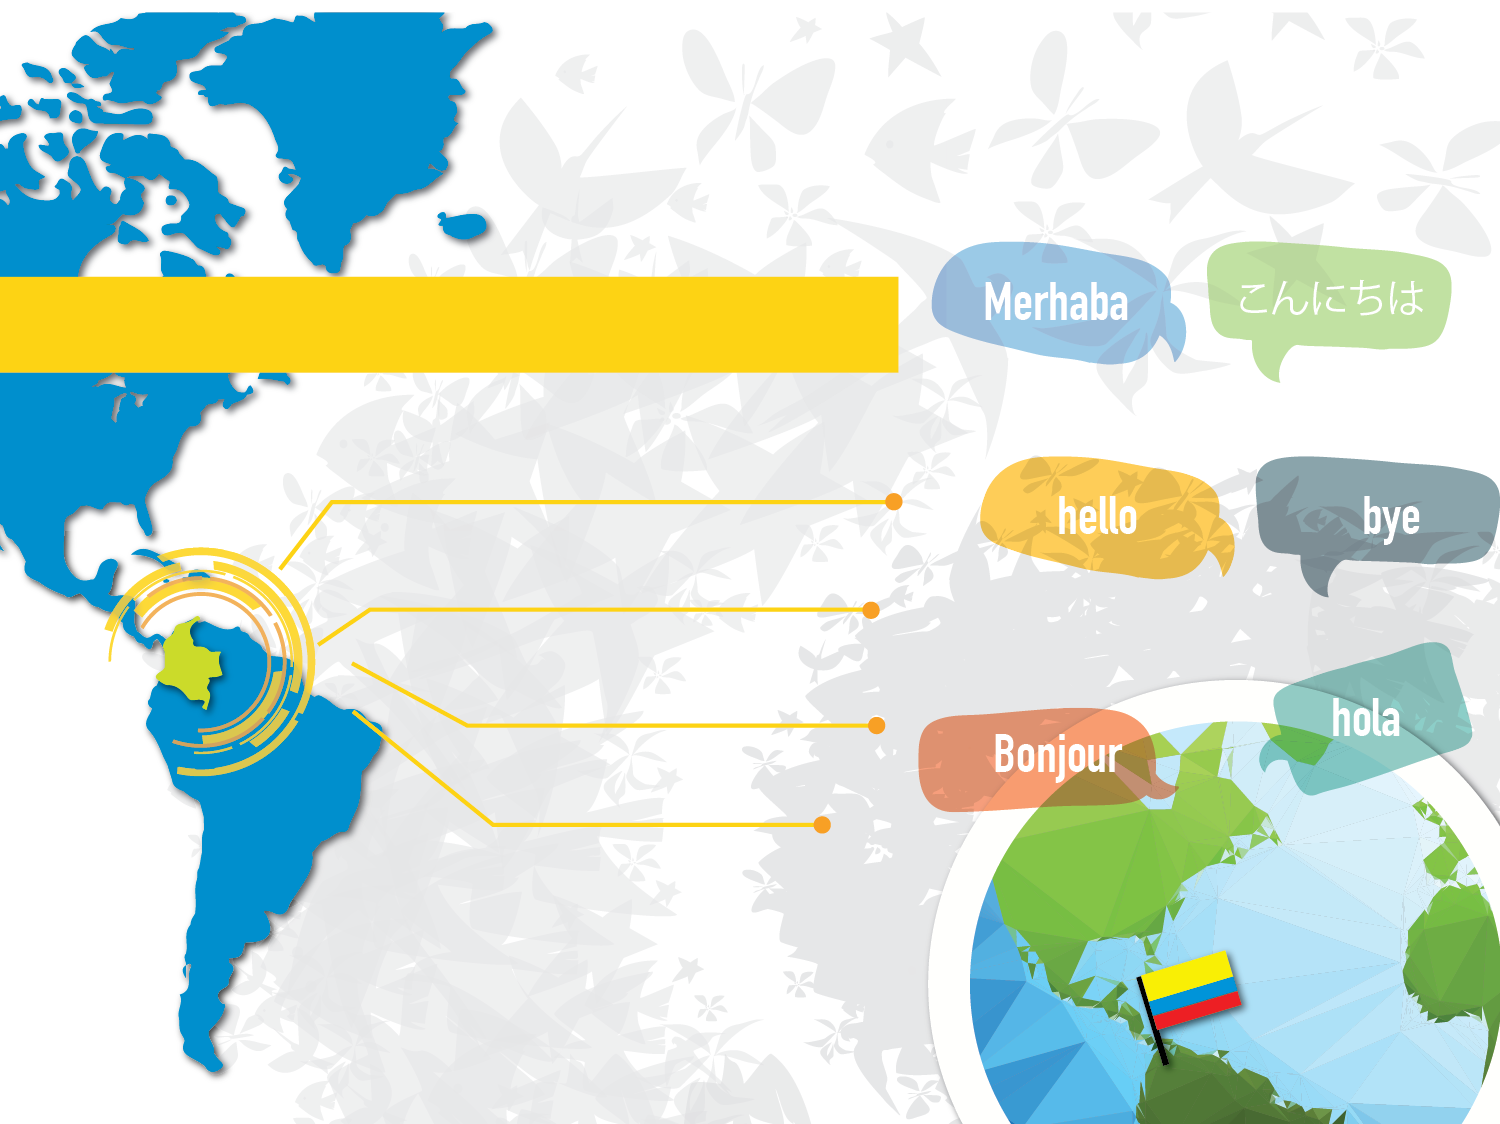 Merhaba
こんにちは
hello
bye
Bonjour
hola